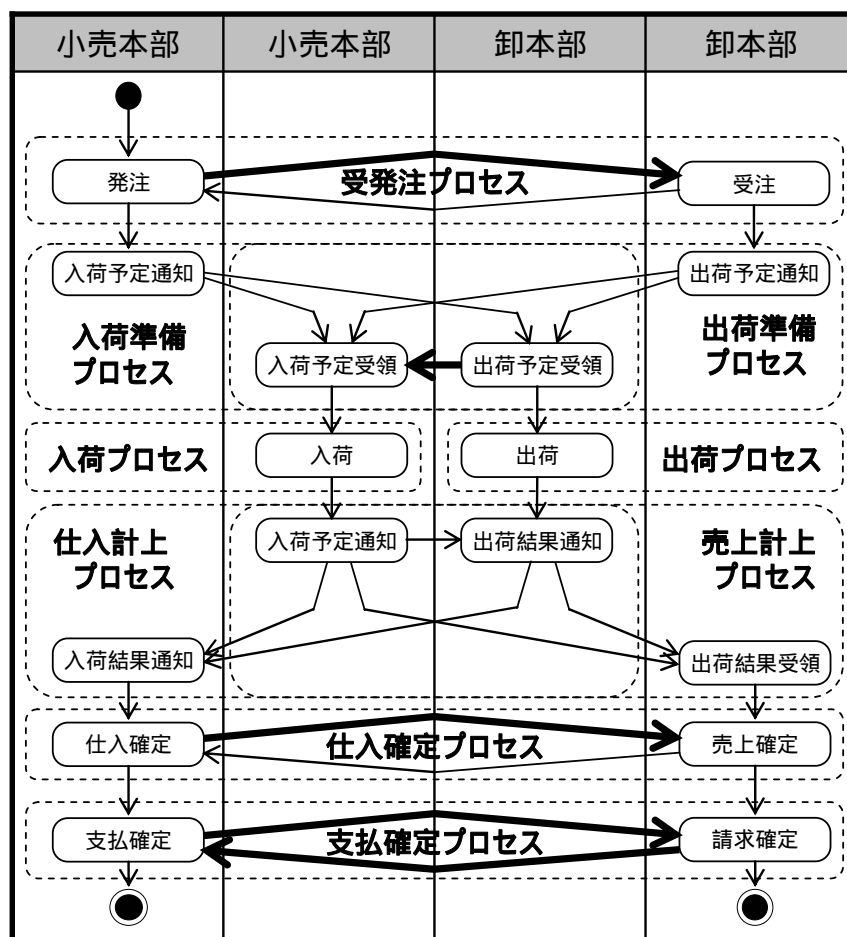 小売本部
小売本部
卸本部
卸本部
発注
受発注プロセス
受注
入荷予定通知
出荷予定通知
入荷準備
プロセス
出荷準備
プロセス
入荷予定受領
出荷予定受領
入荷プロセス
入荷
出荷
出荷プロセス
仕入計上
プロセス
入荷予定通知
出荷結果通知
売上計上
プロセス
入荷結果通知
出荷結果受領
仕入確定
仕入確定プロセス
売上確定
支払確定
支払確定プロセス
請求確定